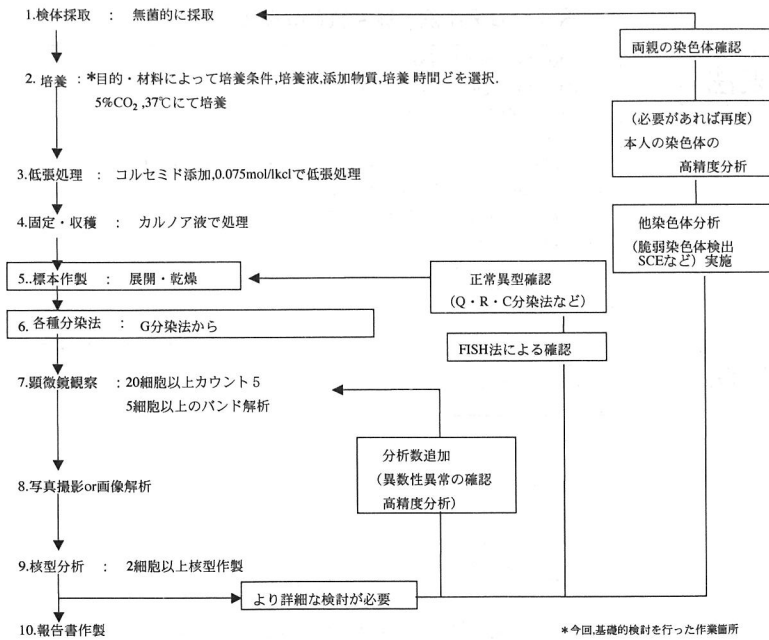 1.検体採取 : 無菌的に採取
両親の染色体確認
2. 培養 : *目的・材料によって培養条件,培養液,添加物質,培養 時間どを選択.
5%CO₂ ,37℃にて培養
(必要があれば再度)
本人の染色体の
高精度分析
3.低張処理 : コルセミド添加,0.075mol/lkclで低張処理
4.固定・収穫 : カルノア液で処理
他染色体分析
(脆弱染色体検出
SCEなど) 実施
5..標本作製 : 展開・乾燥
正常異型確認
(Q・R・C分染法など)
6. 各種分染法 : G分染法から
FISH法による確認
7.顕微鏡観察 : 20細胞以上カウント 5
5細胞以上のバンド解析
分析数追加
(異数性異常の確認
高精度分析)
8.写真撮影or画像解析
9.核型分析 : 2細胞以上核型作製
より詳細な検討が必要
10.報告書作製
*今回,基礎的検討を行った作業箇所